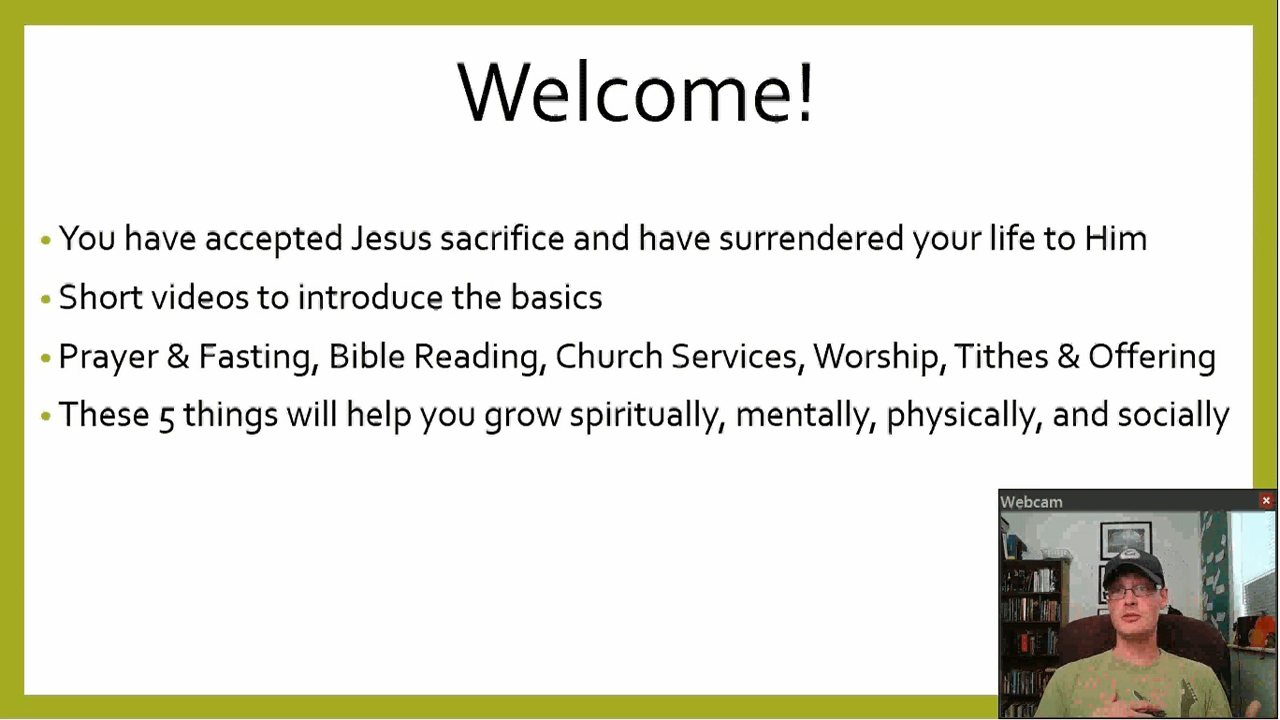 Welcome!
• You have accepted Jesus sacrifice and have surrendered your life to Him
• Short videos to introduce the basics
• Prayer & Fasting, Bible Reading, Church Services, Worship, Tithes & Offering
• These 5 things will help you grow spiritually, mentally, physically, and socially
Webcam